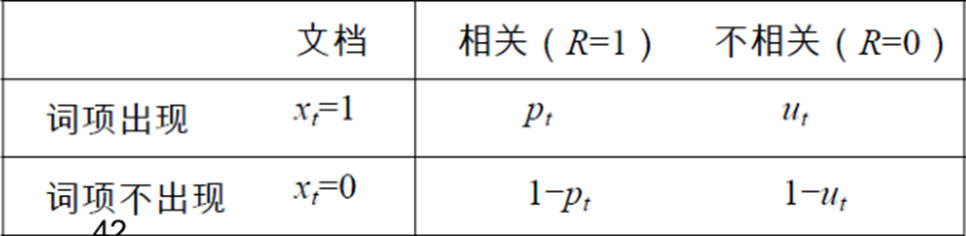 文档 相关（R=1） 不相关（R=0）
词项出现 xₜ=1 pₜ uₜ
词项不出现 xₜ=0 1−pₜ 1−uₜ
42